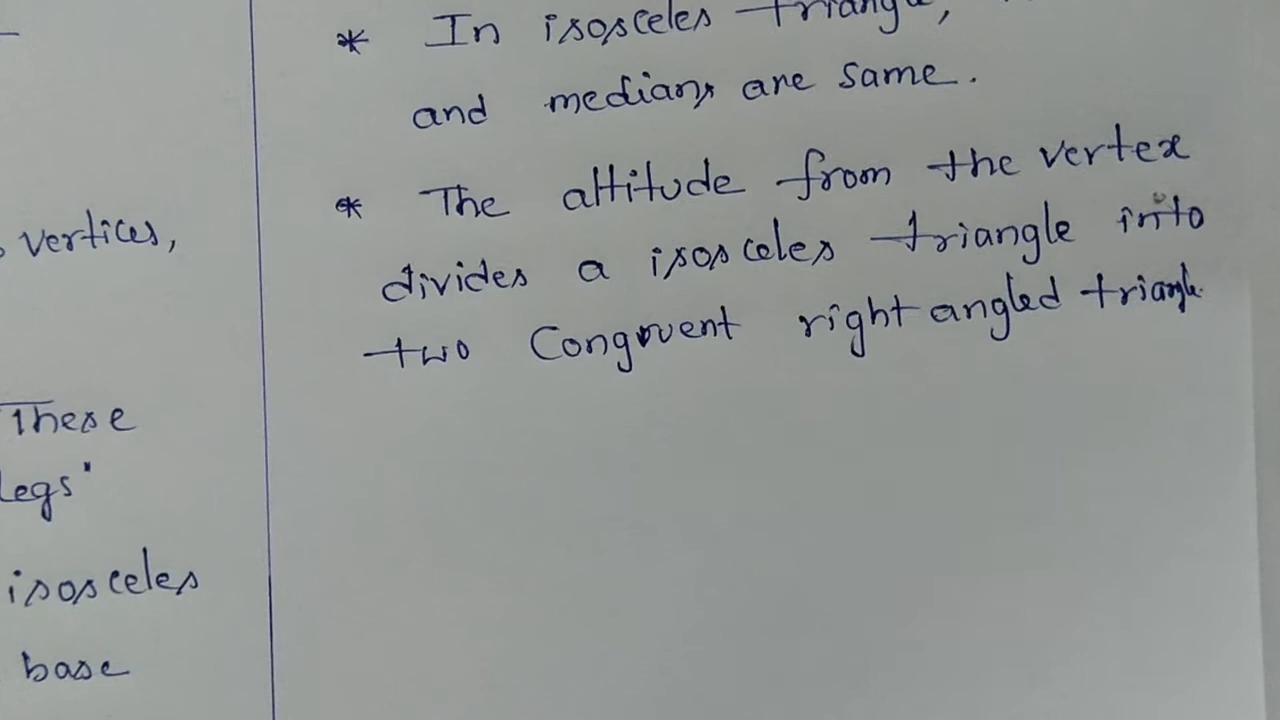 * In isosceles triangle,
and medians are same.
* The altitude from the vertex
divides a isosceles triangle into
two Congruent right angled triangle
vertices,
These
Legs"
isosceles
base